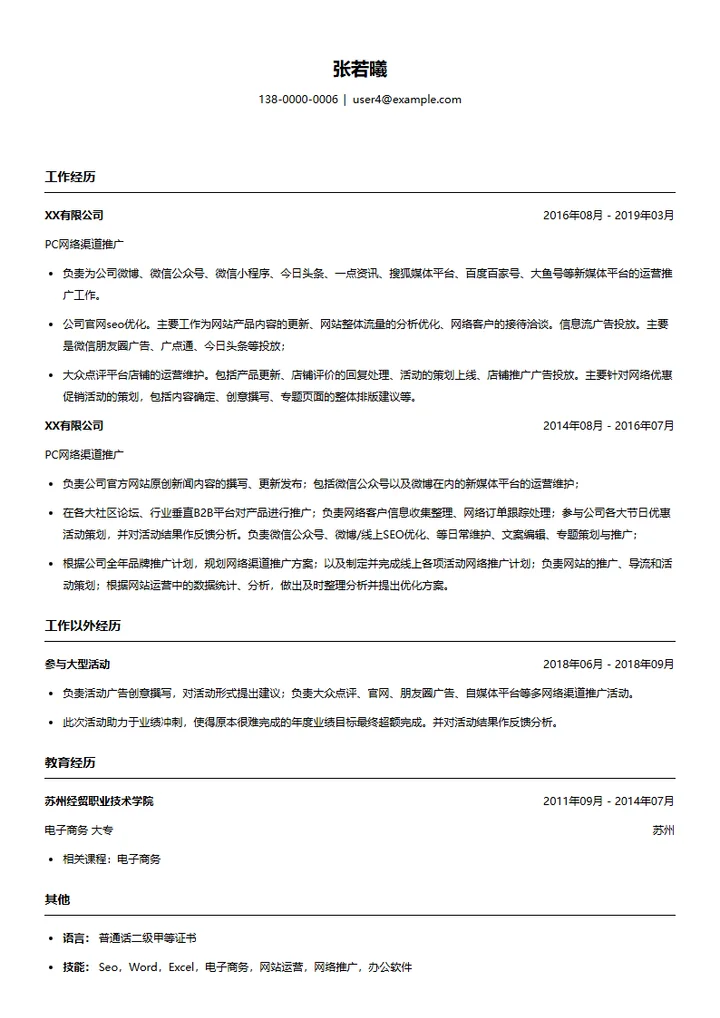 张若曦
138-0000-0006 | user4@example.com
工作经历
XX有限公司 2016年08月 - 2019年03月
PC网络渠道推广
• 负责为公司微博、微信公众号、微信小程序、今日头条、一点资讯、搜狐媒体平台、百度百家号、大鱼号等新媒体平台的运营推
广工作。
• 公司官网seo优化。主要工作为网站产品内容的更新、网站整体流量的分析优化、网络客户的接待洽谈。信息流广告投放。主要
是微信朋友圈广告、广点通、今日头条等投放；
• 大众点评平台店铺的运营维护。包括产品更新、店铺评价的回复处理、活动的策划上线、店铺推广广告投放。主要针对网络优惠
促销活动的策划，包括内容确定、创意撰写、专题页面的整体排版建议等。
XX有限公司 2014年08月 - 2016年07月
PC网络渠道推广
• 负责公司官方网站原创新闻内容的撰写、更新发布；包括微信公众号以及微博在内的新媒体平台的运营维护；
• 在各大社区论坛、行业垂直B2B平台对产品进行推广；负责网络客户信息收集整理、网络订单跟踪处理；参与公司各大节日优惠
活动策划，并对活动结果作反馈分析。负责微信公众号、微博/线上SEO优化、等日常维护、文案编辑、专题策划与推广；
• 根据公司全年品牌推广计划，规划网络渠道推广方案；以及制定并完成线上各项活动网络推广计划；负责网站的推广、导流和活
动策划；根据网站运营中的数据统计、分析，做出及时整理分析并提出优化方案。
工作以外经历
参与大型活动 2018年06月 - 2018年09月
• 负责活动广告创意撰写，对活动形式提出建议；负责大众点评、官网、朋友圈广告、自媒体平台等多网络渠道推广活动。
• 此次活动助力于业绩冲刺，使得原本很难完成的年度业绩目标最终超额完成。并对活动结果作反馈分析。
教育经历
苏州经贸职业技术学院 2011年09月 - 2014年07月
电子商务 大专 苏州
• 相关课程：电子商务
其他
• 语言： 普通话二级甲等证书
• 技能： Seo，Word，Excel，电子商务，网站运营，网络推广，办公软件